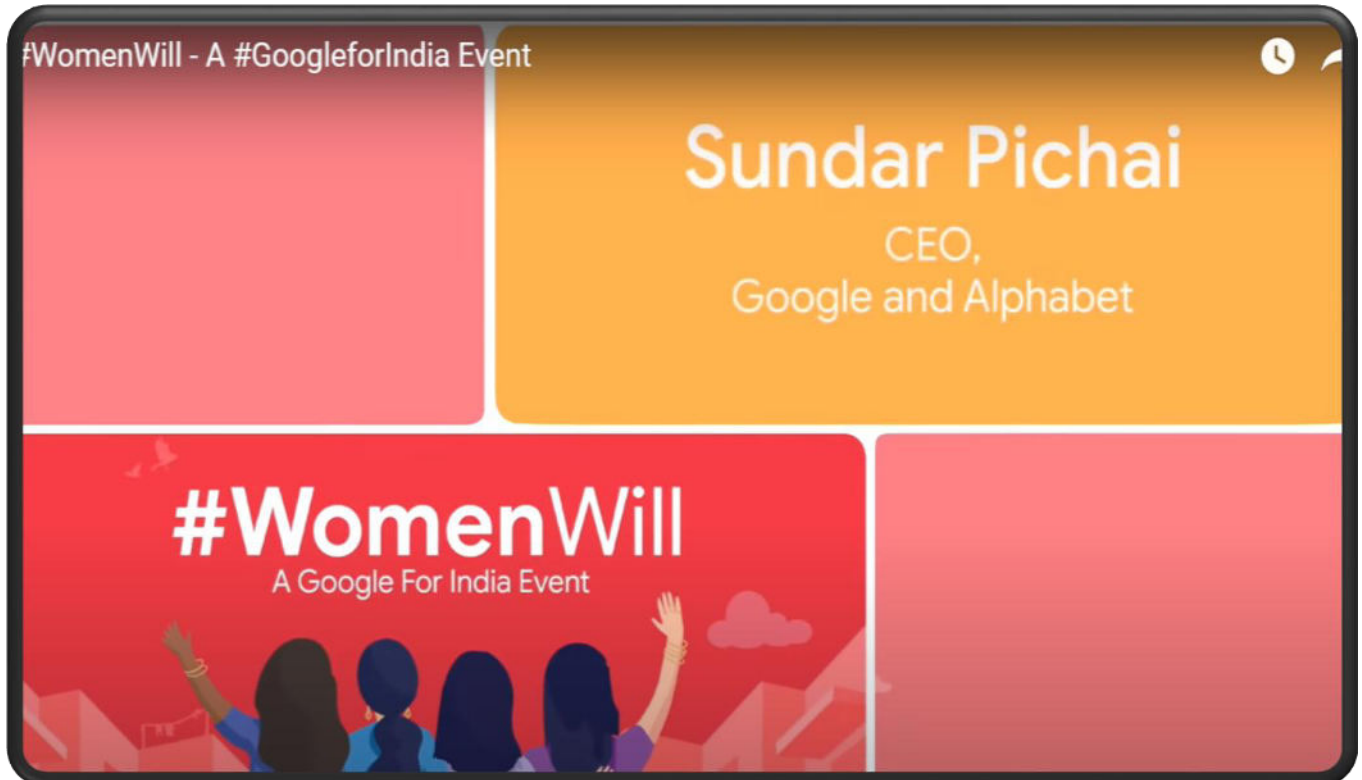 #WomenWill - A #GoogleforIndia Event
Sundar Pichai
CEO,
Google and Alphabet
#WomenWill
A Google For India Event